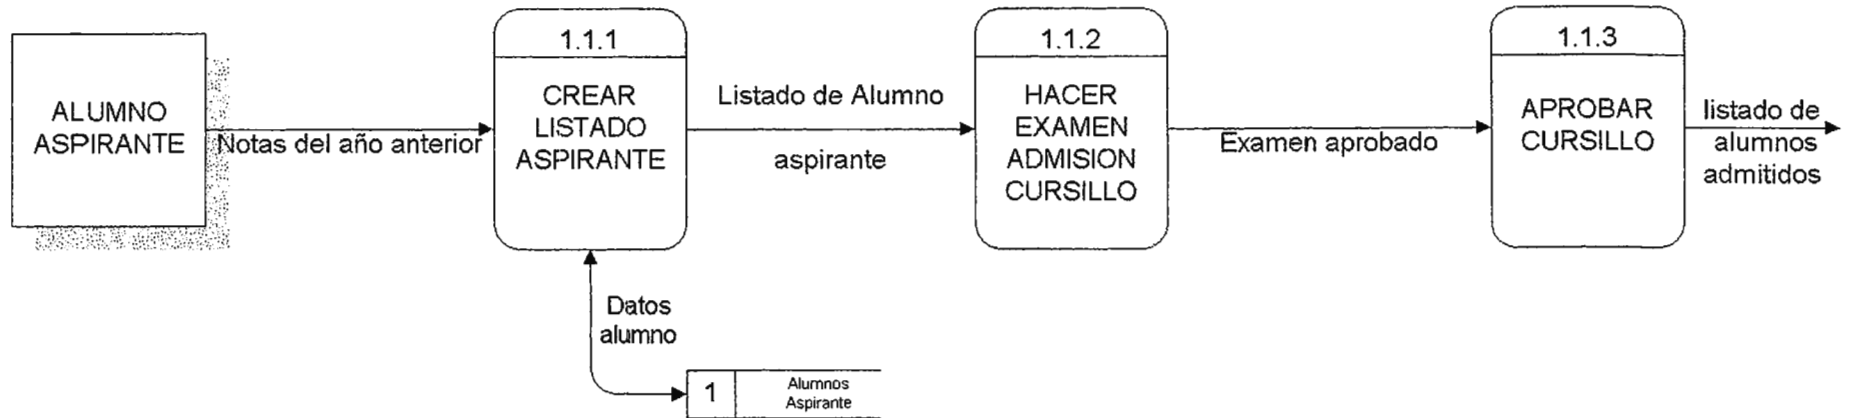 ALUMNO
ASPIRANTE
Notas del año anterior
1.1.1
CREAR
LISTADO
ASPIRANTE
Listado de Alumno
aspirante
1.1.2
HACER
EXAMEN
ADMISION
CURSILLO
Examen aprobado
1.1.3
APROBAR
CURSILLO
listado de
alumnos
admitidos
Datos
alumno
1
Alumnos
Aspirante